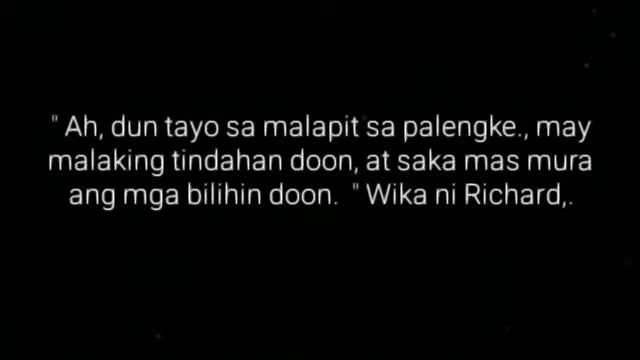 " Ah, dun tayo sa malapit sa palengke., may
malaking tindahan doon, at saka mas mura
ang mga bilihin doon.  " Wika ni Richard,.